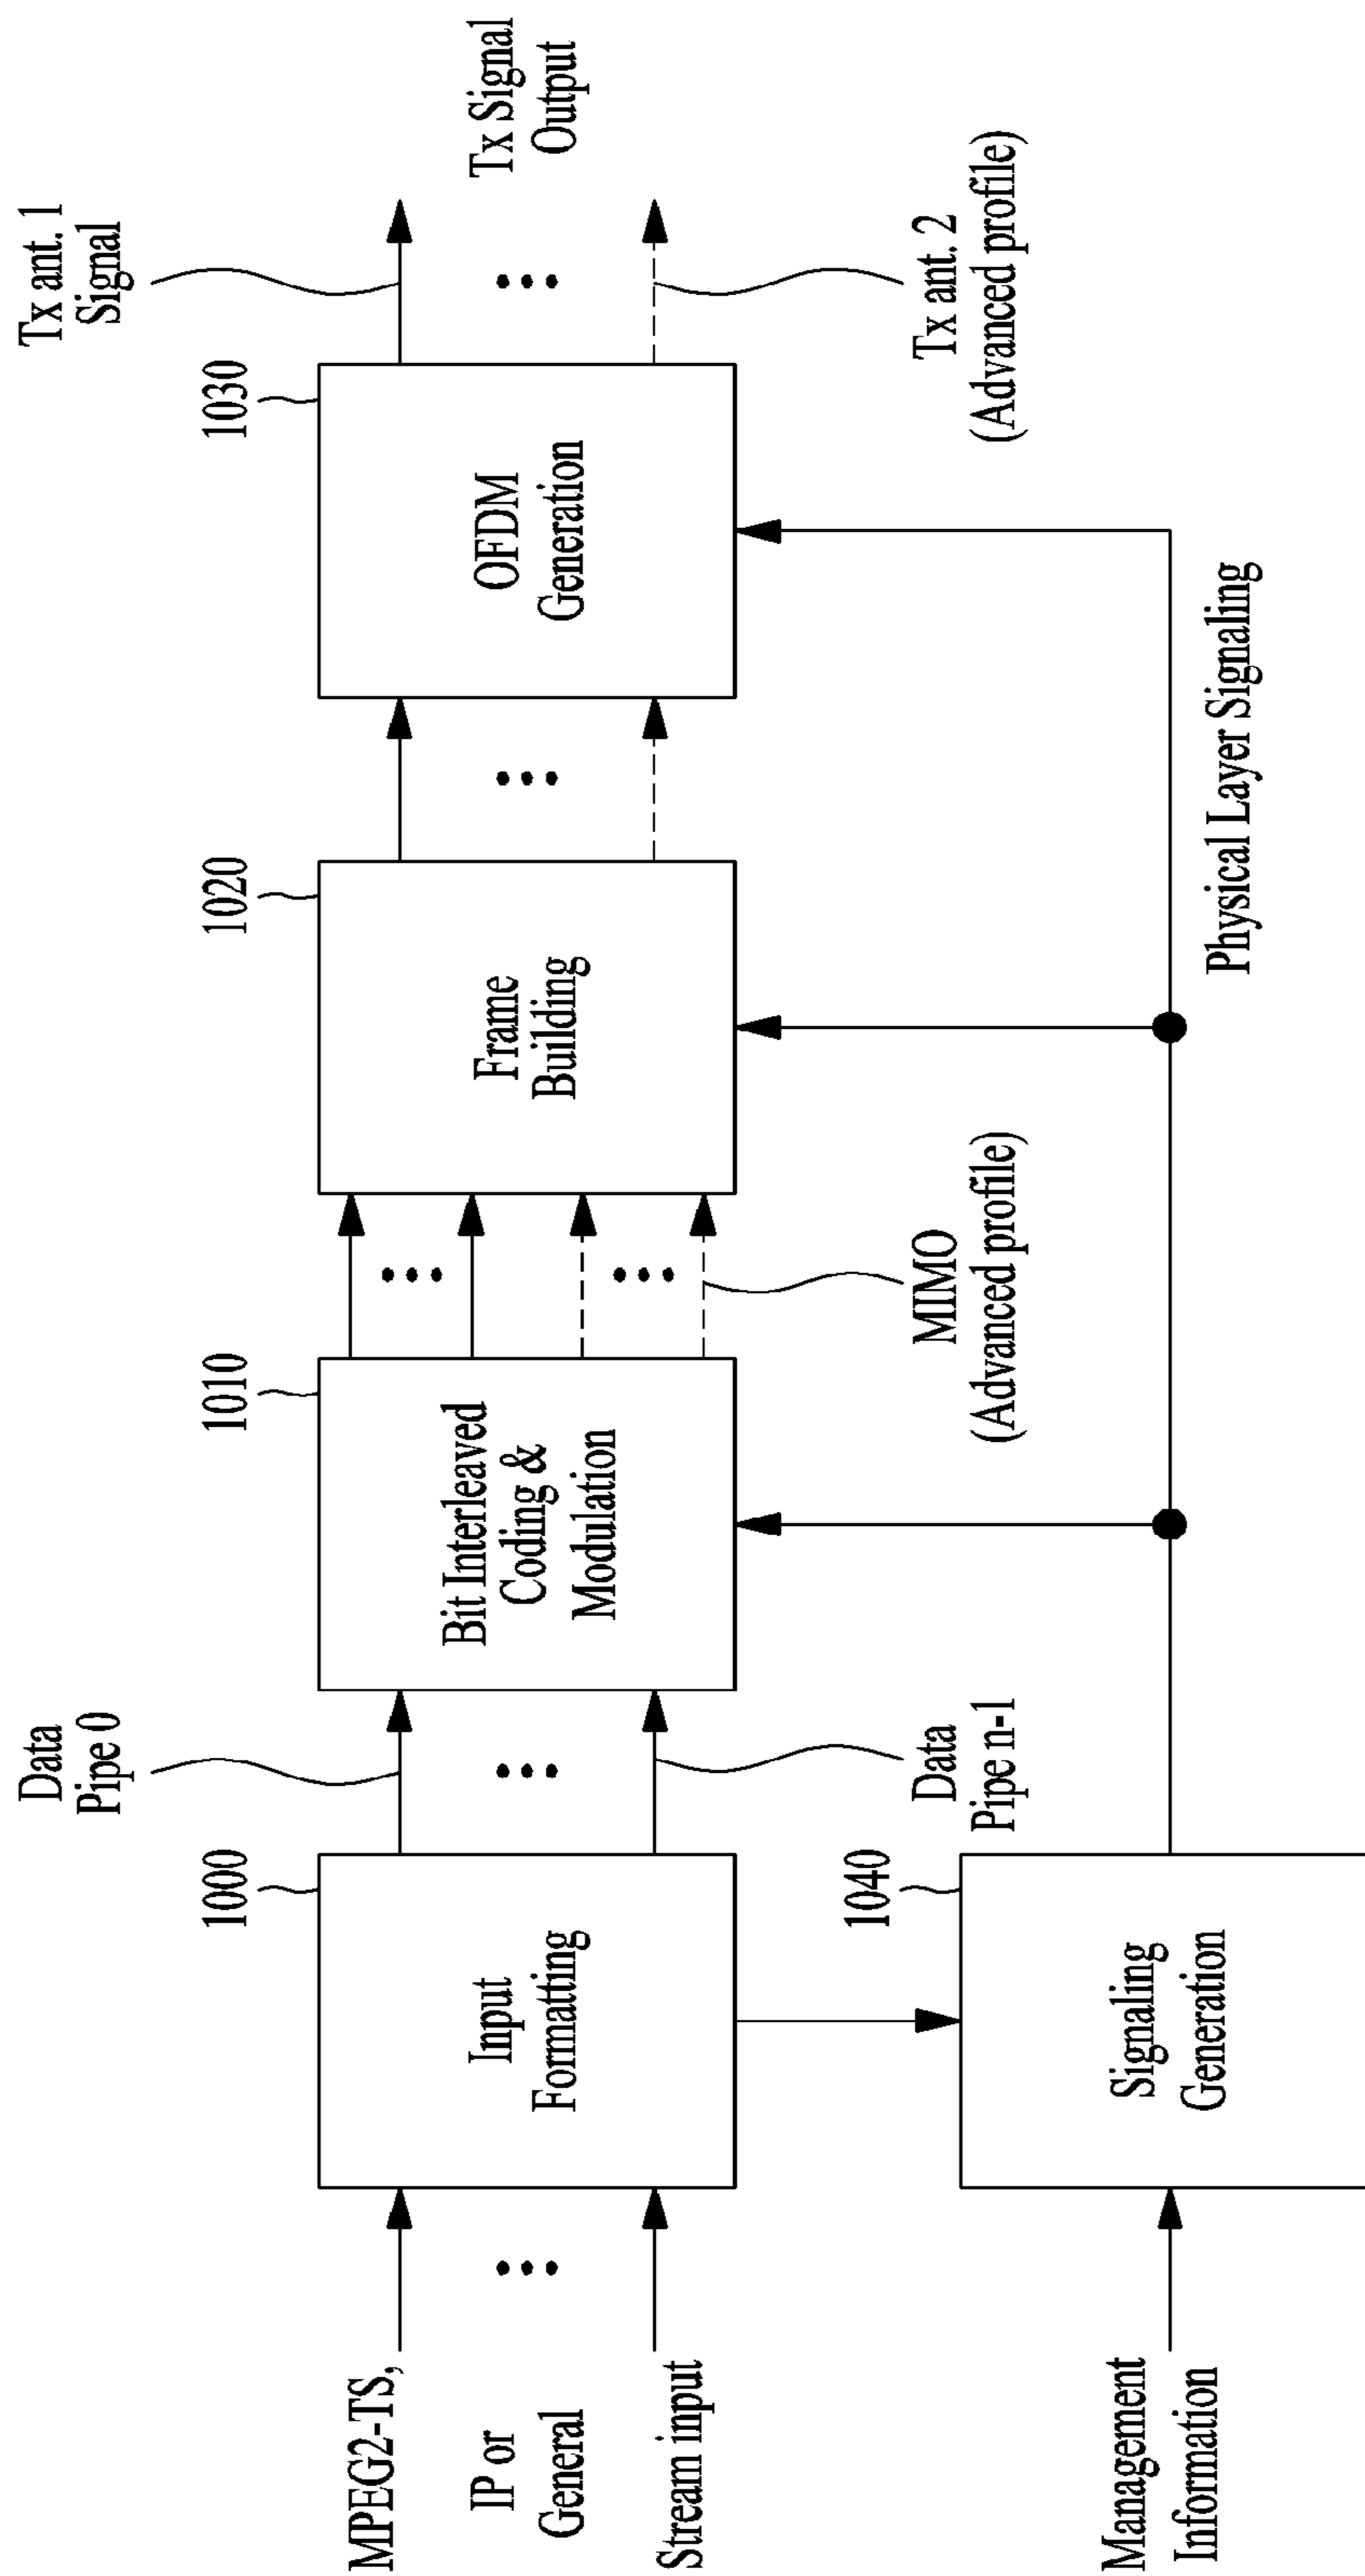 MPEG2-TS,
IP or
General
Stream input
1000
Input
Formatting
Data
Pipe 0
Data
Pipe n-1
1010
Bit Interleaved
Coding &
Modulation
MIMO
(Advanced profile)
1020
Frame
Building
1030
OFDM
Generation
Tx ant. 1
Signal
Tx Signal
Output
Tx ant. 2
(Advanced profile)
Management
Information
1040
Signaling
Generation
Physical Layer Signaling